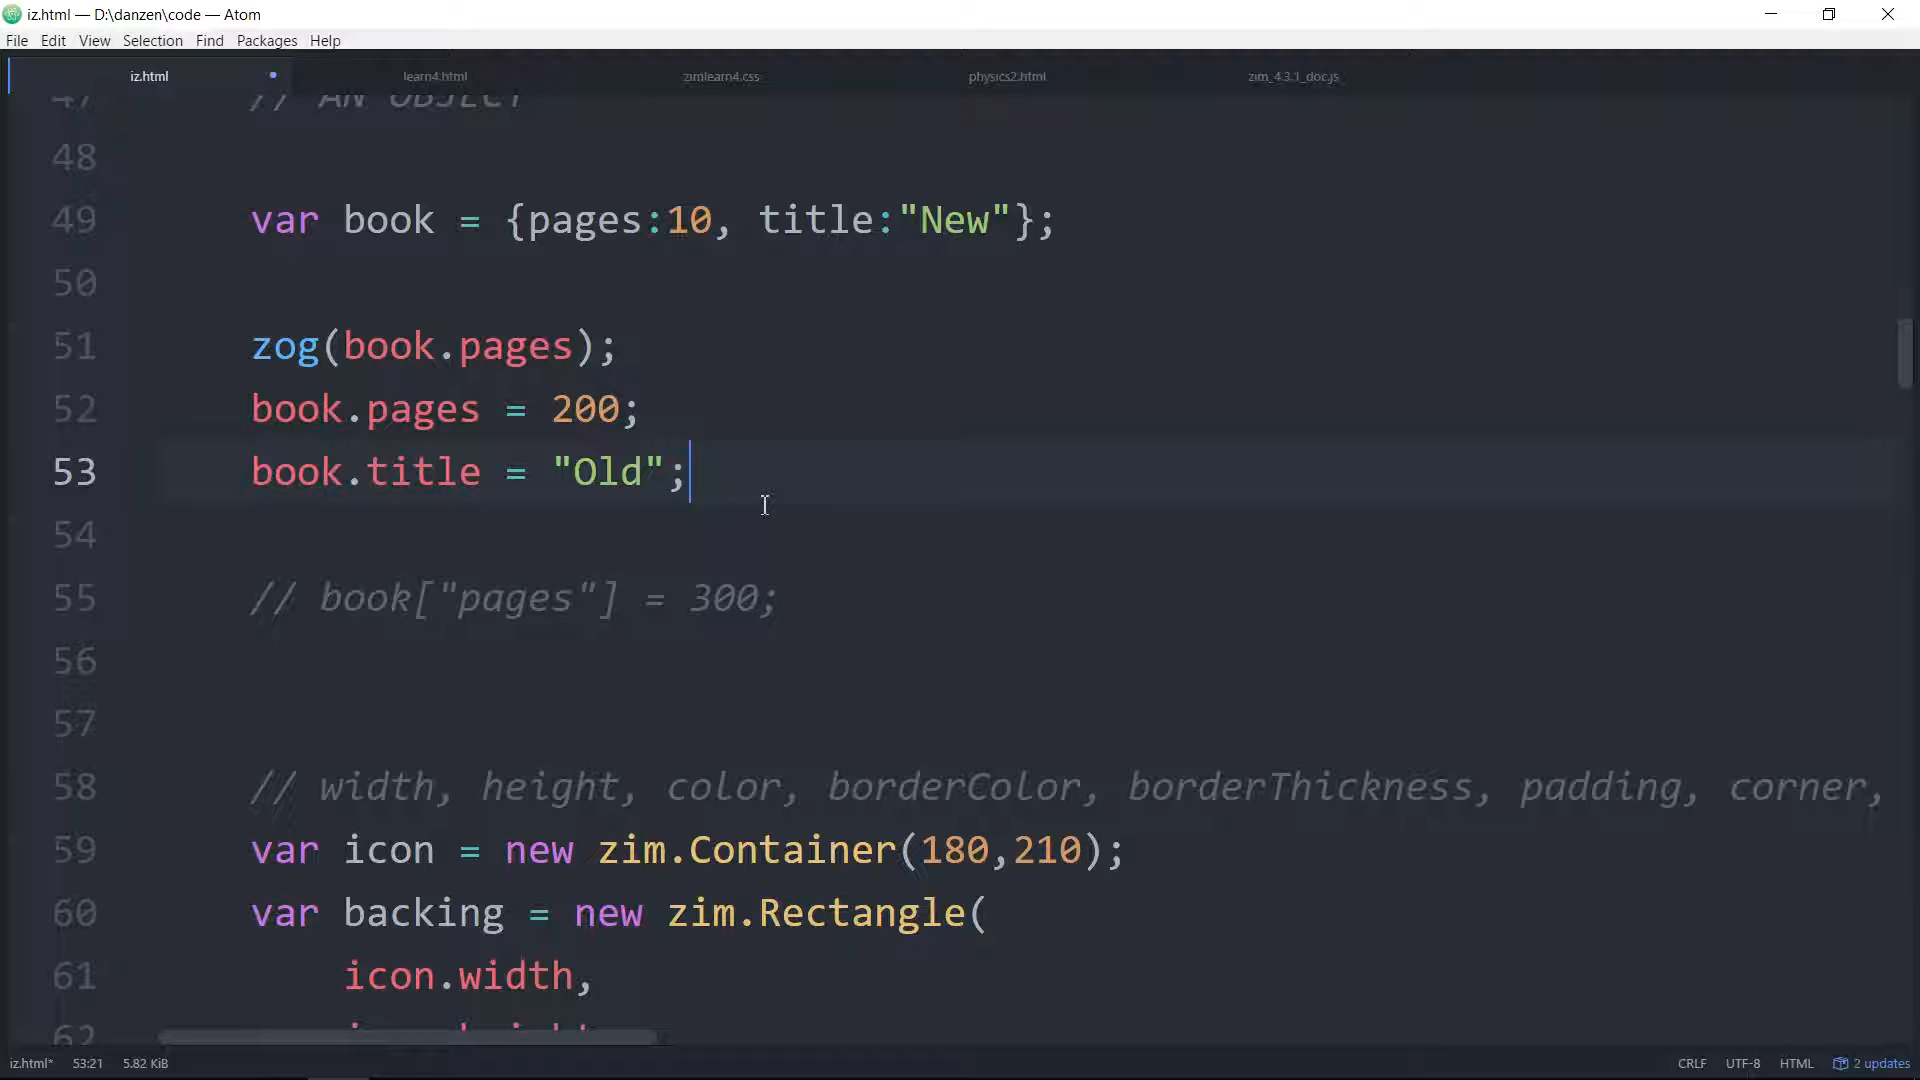 iz.html — D:\danzen\code — Atom
File Edit View Selection Find Packages Help
iz.html learn4.html zimlearn4.css physics2.html zim_4.3.1_doc.js
47 // AN OBJECT
48
49 var book = {pages:10, title:"New"};
50
51 zog(book.pages);
52 book.pages = 200;
53 book.title = "Old";
54
55 // book["pages"] = 300;
56
57
58 // width, height, color, borderColor, borderThickness, padding, corner,
59 var icon = new zim.Container(180,210);
60 var backing = new zim.Rectangle(
61 icon.width,
62
iz.html* 53:21 5.82 KiB CRLF UTF-8 HTML 2 updates